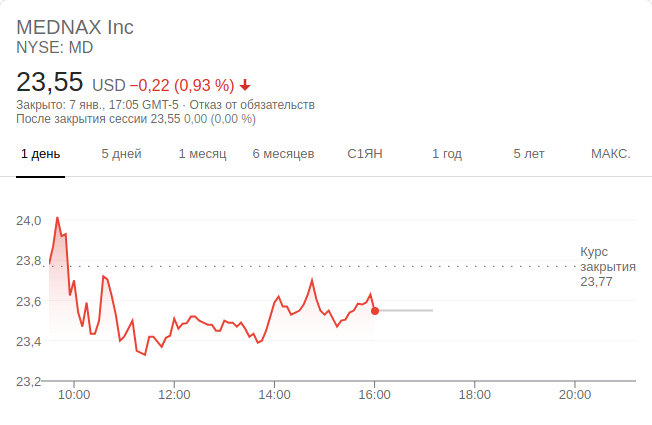 MEDNAX Inc
NYSE: MD
23,55 USD −0,22 (0,93 %)
Закрыто: 7 янв., 17:05 GMT-5 · Отказ от обязательств
После закрытия сессии 23,55 0,00 (0,00 %)
1 день 5 дней 1 месяц 6 месяцев С1ЯН 1 год 5 лет МАКС.
24,0
23,8
23,6
23,4
23,2
Курс
закрытия
23,77
10:00 12:00 14:00 16:00 18:00 20:00